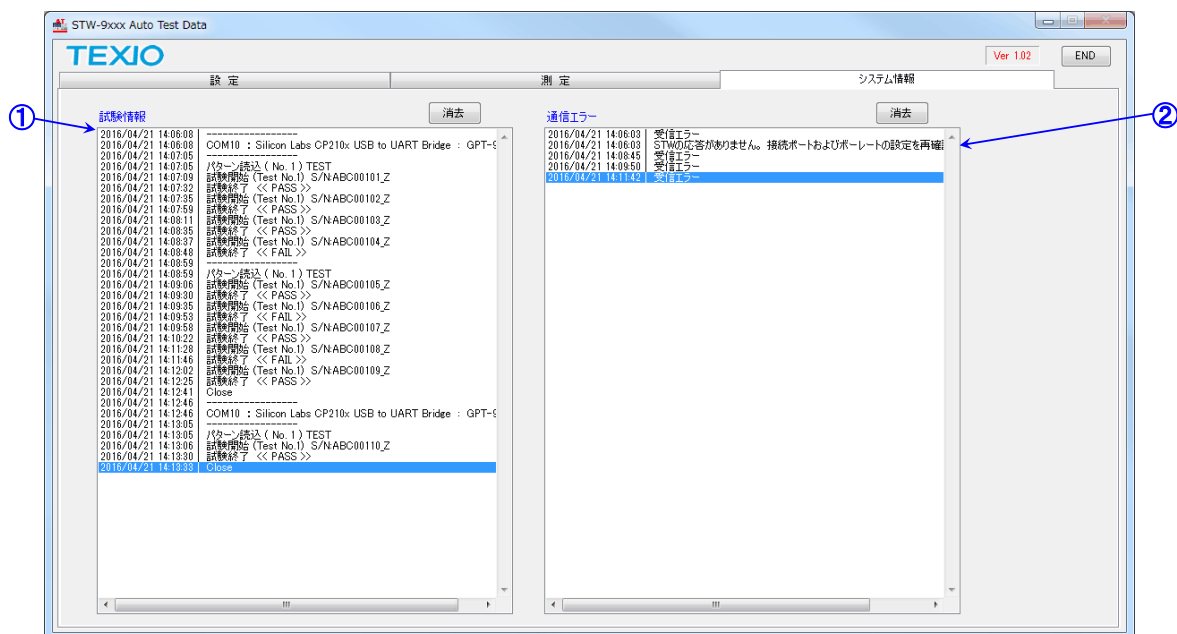 STW-9xxx Auto Test Data
TEXIO
Ver 1.02
END
設 定
測 定
システム情報
①
試験情報
消去
2016/04/21 14:06:08 -----------------
2016/04/21 14:06:08 COM10 : Silicon Labs CP210x USB to UART Bridge : GPT-9
2016/04/21 14:07:05 -----------------
2016/04/21 14:07:05 パターン読込 ( No. 1 ) TEST
2016/04/21 14:07:09 試験開始 (Test No.1) S/N:ABC00101_Z
2016/04/21 14:07:32 試験終了 << PASS >>
2016/04/21 14:07:35 試験開始 (Test No.1) S/N:ABC00102_Z
2016/04/21 14:07:59 試験終了 << PASS >>
2016/04/21 14:08:11 試験開始 (Test No.1) S/N:ABC00103_Z
2016/04/21 14:08:35 試験終了 << PASS >>
2016/04/21 14:08:37 試験開始 (Test No.1) S/N:ABC00104_Z
2016/04/21 14:08:48 試験終了 << FAIL >>
2016/04/21 14:08:59 -----------------
2016/04/21 14:08:59 パターン読込 ( No. 1 ) TEST
2016/04/21 14:09:06 試験開始 (Test No.1) S/N:ABC00105_Z
2016/04/21 14:09:30 試験終了 << PASS >>
2016/04/21 14:09:35 試験開始 (Test No.1) S/N:ABC00106_Z
2016/04/21 14:09:53 試験終了 << FAIL >>
2016/04/21 14:09:58 試験開始 (Test No.1) S/N:ABC00107_Z
2016/04/21 14:10:22 試験終了 << PASS >>
2016/04/21 14:11:28 試験開始 (Test No.1) S/N:ABC00108_Z
2016/04/21 14:11:46 試験終了 << FAIL >>
2016/04/21 14:12:02 試験開始 (Test No.1) S/N:ABC00109_Z
2016/04/21 14:12:25 試験終了 << PASS >>
2016/04/21 14:12:41 Close
2016/04/21 14:12:46 -----------------
2016/04/21 14:12:46 COM10 : Silicon Labs CP210x USB to UART Bridge : GPT-9
2016/04/21 14:13:05 -----------------
2016/04/21 14:13:05 パターン読込 ( No. 1 ) TEST
2016/04/21 14:13:06 試験開始 (Test No.1) S/N:ABC00110_Z
2016/04/21 14:13:30 試験終了 << PASS >>
2016/04/21 14:13:33 Close
通信エラー
消去
②
2016/04/21 14:06:03 受信エラー
2016/04/21 14:06:03 STWの応答がありません。接続ポートおよびボーレートの設定を再確認
2016/04/21 14:08:45 受信エラー
2016/04/21 14:09:50 受信エラー
2016/04/21 14:11:42 受信エラー